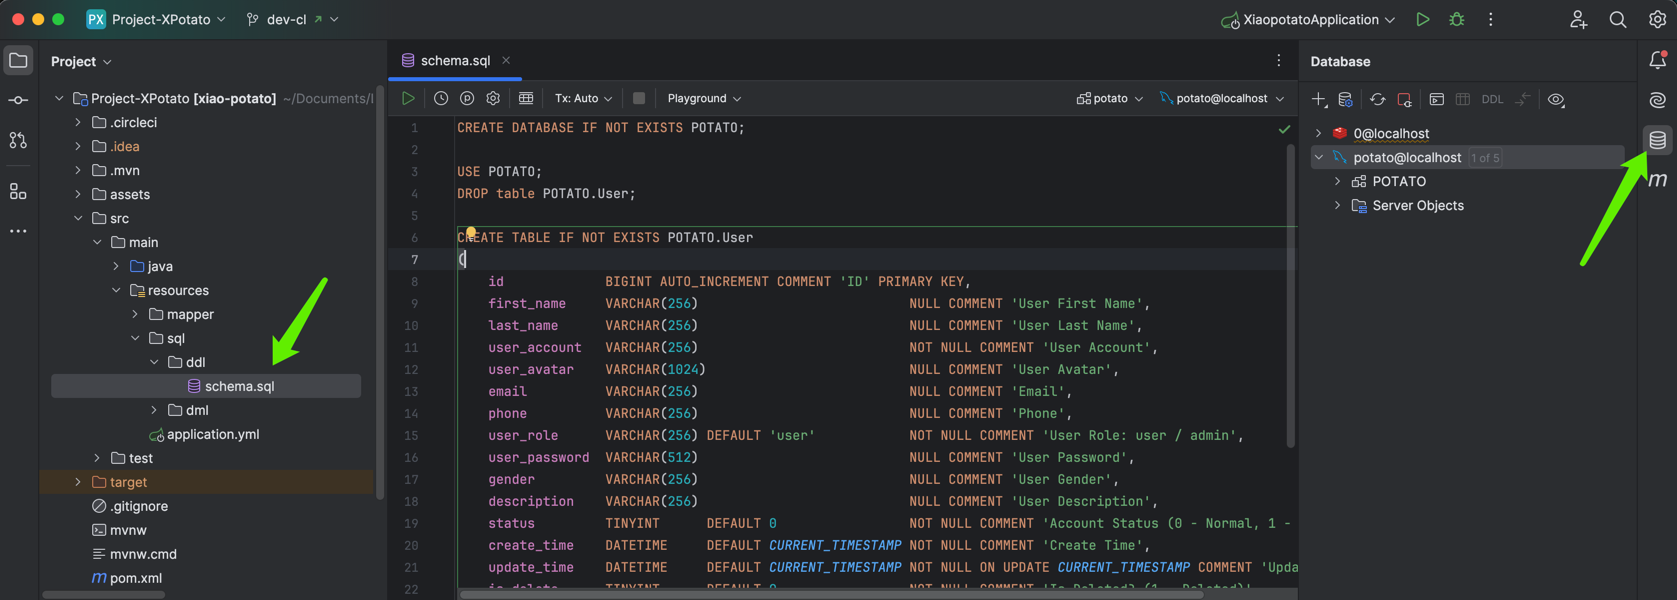 PX Project-XPotato dev-cl XiaopotatoApplication
Project
schema.sql
Database
Project-XPotato [xiao-potato] ~/Documents/I
.circleci
.idea
.mvn
assets
src
main
java
resources
mapper
sql
ddl
schema.sql
dml
application.yml
test
target
.gitignore
mvnw
mvnw.cmd
m pom.xml
Tx: Auto Playground potato potato@localhost
1 CREATE DATABASE IF NOT EXISTS POTATO;
2
3 USE POTATO;
4 DROP table POTATO.User;
5
6 CREATE TABLE IF NOT EXISTS POTATO.User
7 (
8 id BIGINT AUTO_INCREMENT COMMENT 'ID' PRIMARY KEY,
9 first_name VARCHAR(256) NULL COMMENT 'User First Name',
10 last_name VARCHAR(256) NULL COMMENT 'User Last Name',
11 user_account VARCHAR(256) NOT NULL COMMENT 'User Account',
12 user_avatar VARCHAR(1024) NULL COMMENT 'User Avatar',
13 email VARCHAR(256) NULL COMMENT 'Email',
14 phone VARCHAR(256) NULL COMMENT 'Phone',
15 user_role VARCHAR(256) DEFAULT 'user' NOT NULL COMMENT 'User Role: user / admin',
16 user_password VARCHAR(512) NULL COMMENT 'User Password',
17 gender VARCHAR(256) NULL COMMENT 'User Gender',
18 description VARCHAR(256) NULL COMMENT 'User Description',
19 status TINYINT DEFAULT 0 NOT NULL COMMENT 'Account Status (0 - Normal, 1 -
20 create_time DATETIME DEFAULT CURRENT_TIMESTAMP NOT NULL COMMENT 'Create Time',
21 update_time DATETIME DEFAULT CURRENT_TIMESTAMP NOT NULL ON UPDATE CURRENT_TIMESTAMP COMMENT 'Upda
22 is_delete TINYINT DEFAULT 0 NOT NULL COMMENT 'Is Deleted? (1 - Deleted)'
DDL
0@localhost
potato@localhost 1 of 5
POTATO
Server Objects
m